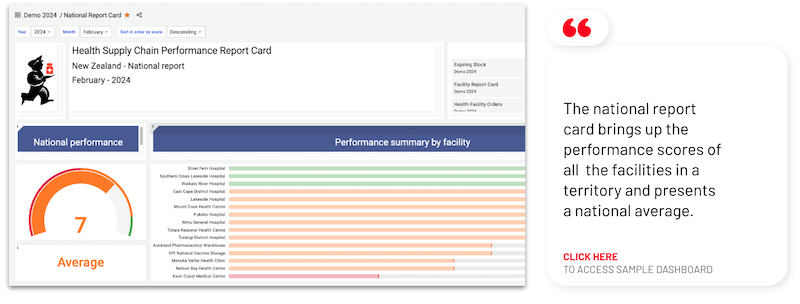 Demo 2024 / National Report Card
Year 2024 Month February Sort in order by score Descending
Health Supply Chain Performance Report Card
New Zealand - National report
February - 2024
Expiring Stock
Demo 2024
Facility Report Card
Demo 2024
Health Facility Orders
Demo 2024
National performance
7
Average
Performance summary by facility
Silver Fern Hospital
Southern Cross Lakeside Hospital
Waikato River Hospital
East Cape District Hospital
Lakeside Hospital
Mount Cook Health Centre
Pukeko Hospital
Rimu General Hospital
Totara Regional Health Centre
Turangi District Hospital
Auckland Pharmaceutical Warehouse
EPI National Vaccine Storage
Manuka Valley Health Clinic
Nelson Bay Health Centre
Kauri Coast Medical Clinic
The national report
card brings up the
performance scores of
all the facilities in a
territory and presents
a national average.
CLICK HERE
TO ACCESS SAMPLE DASHBOARD